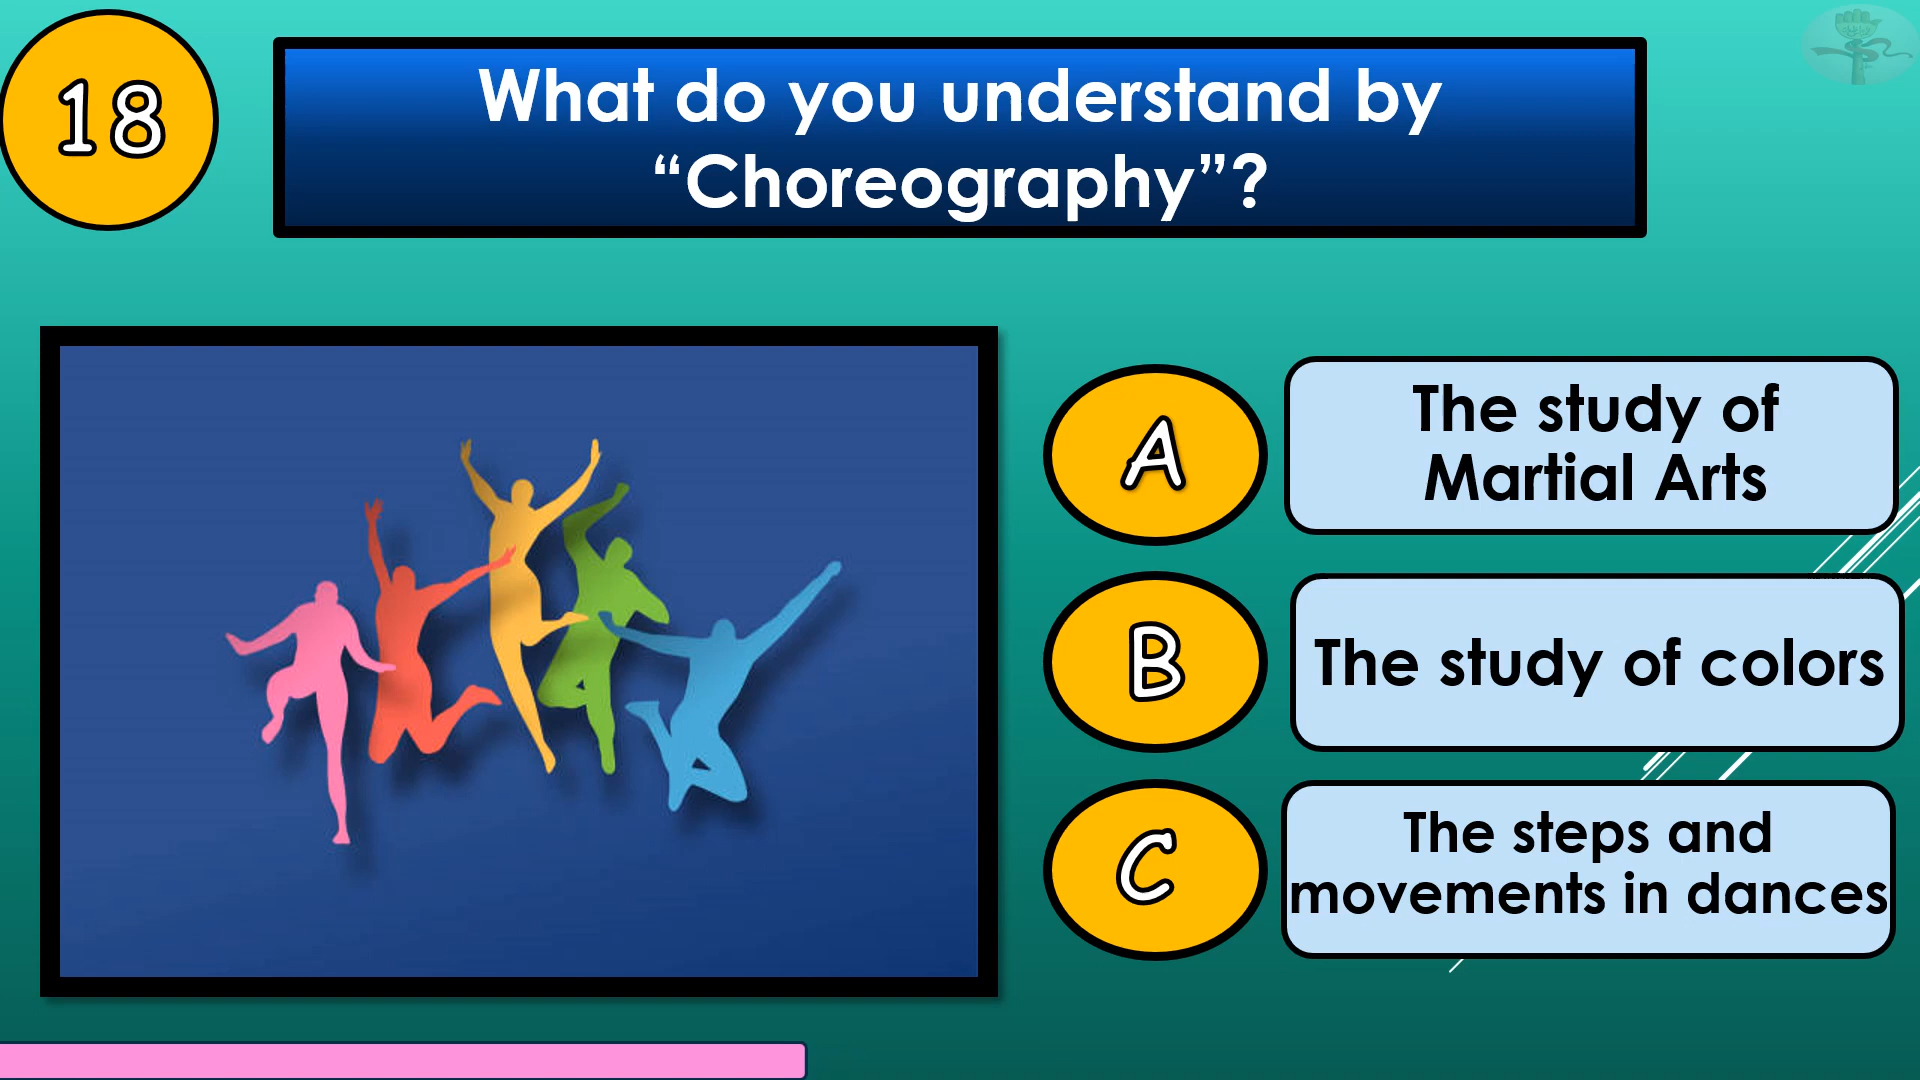 18
What do you understand by
“Choreography”?
A
The study of
Martial Arts
B
The study of colors
C
The steps and
movements in dances